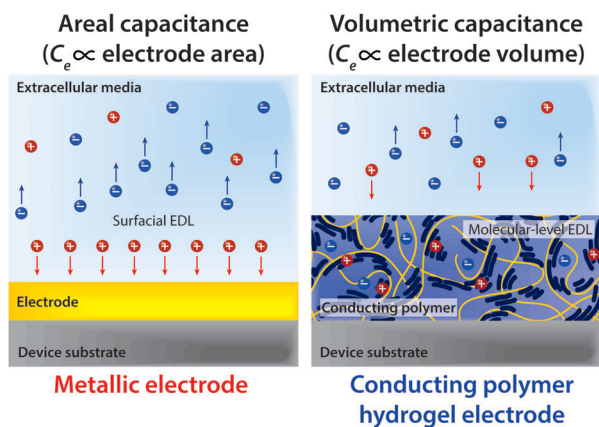 Areal capacitance
(Cₑ ∝ electrode area)
Extracellular media
Surfacial EDL
Electrode
Device substrate
Metallic electrode
Volumetric capacitance
(Cₑ ∝ electrode volume)
Extracellular media
Molecular-level EDL
Conducting polymer
Device substrate
Conducting polymer
hydrogel electrode